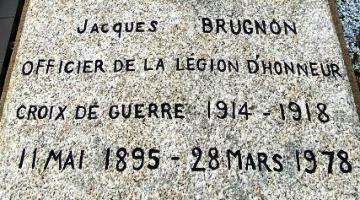 JACQUES BRUGNON
OFFICIER DE LA LÉGION D'HONNEUR
CROIX DE GUERRE 1914 - 1918
11 MAI 1895 - 28 MARS 1978